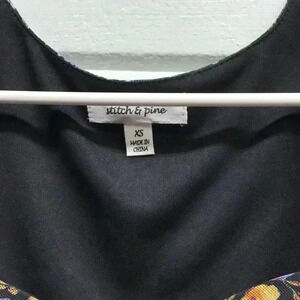 stitch & pine
XS
MADE IN
CHINA